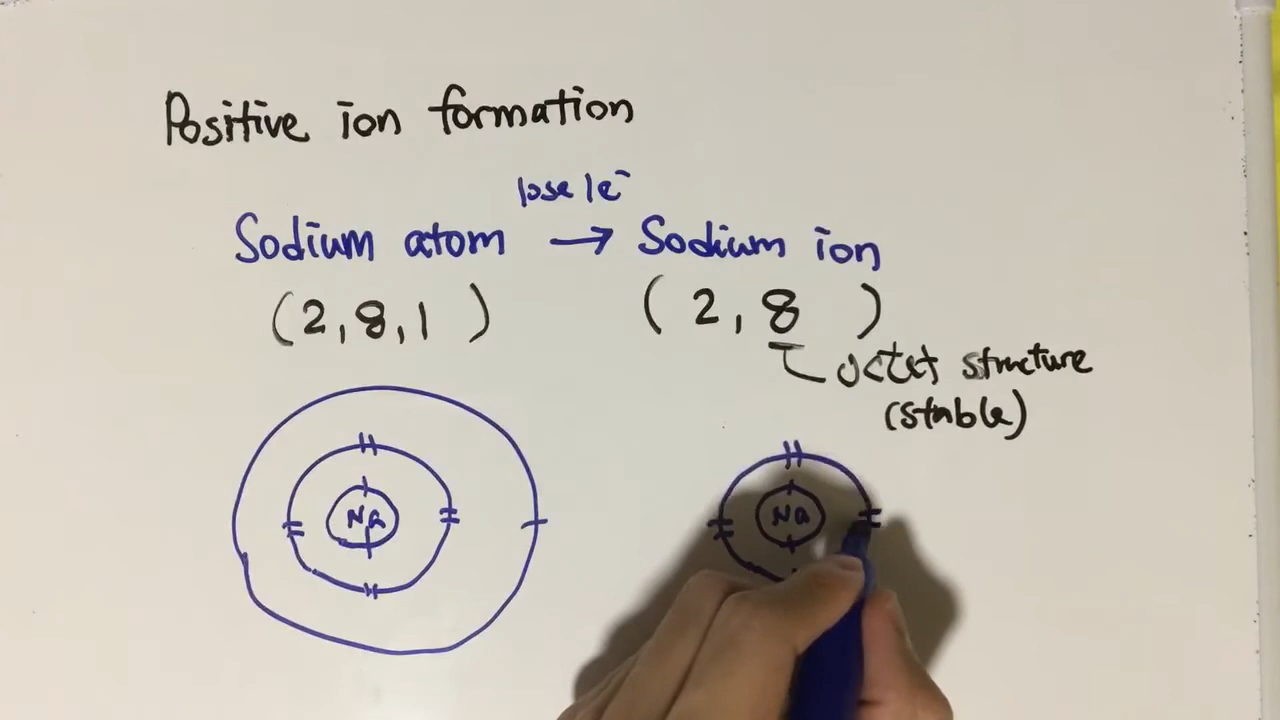 Positive ion formation
lose 1e⁻
Sodium atom → Sodium ion
(2,8,1) (2,8)
octet structure
(stable)
Na Na